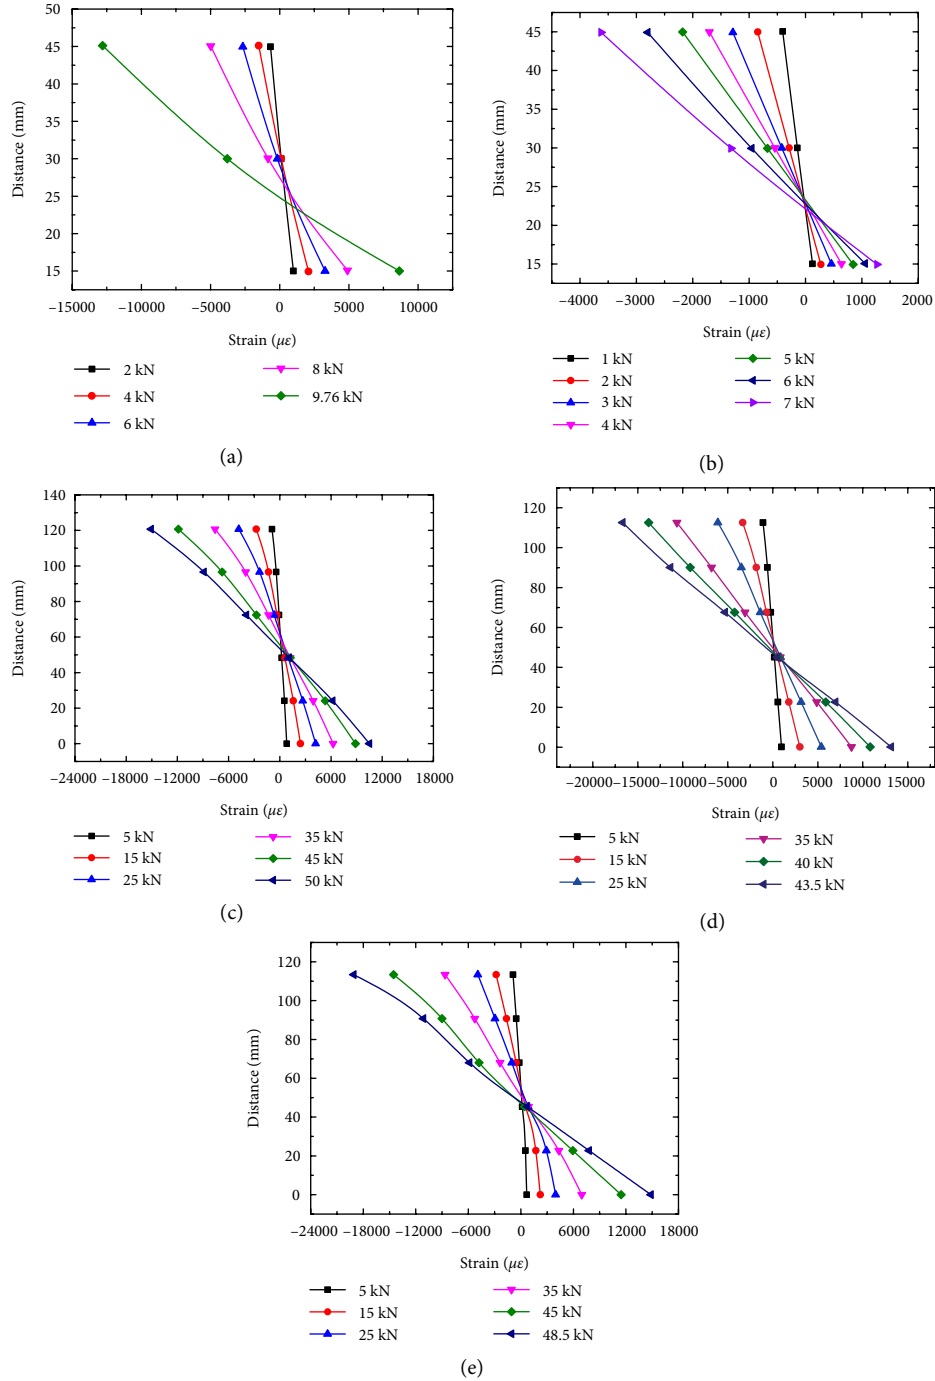 50
45
40
35
30
25
20
15
Distance (mm)
−15000 −10000 −5000 0 5000 10000
Strain (με)
2 kN
4 kN
6 kN
8 kN
9.76 kN
(a)
45
40
35
30
25
20
15
Distance (mm)
−4000 −3000 −2000 −1000 0 1000 2000
Strain (με)
1 kN
2 kN
3 kN
4 kN
5 kN
6 kN
7 kN
(b)
140
120
100
80
60
40
20
0
Distance (mm)
−24000 −18000 −12000 −6000 0 6000 12000 18000
Strain (με)
5 kN
15 kN
25 kN
35 kN
45 kN
50 kN
(c)
120
100
80
60
40
20
0
Distance (mm)
−20000 −15000 −10000 −5000 0 5000 10000 15000
Strain (με)
5 kN
15 kN
25 kN
35 kN
40 kN
43.5 kN
(d)
120
100
80
60
40
20
0
Distance (mm)
−24000 −18000 −12000 −6000 0 6000 12000 18000
Strain (με)
5 kN
15 kN
25 kN
35 kN
45 kN
48.5 kN
(e)